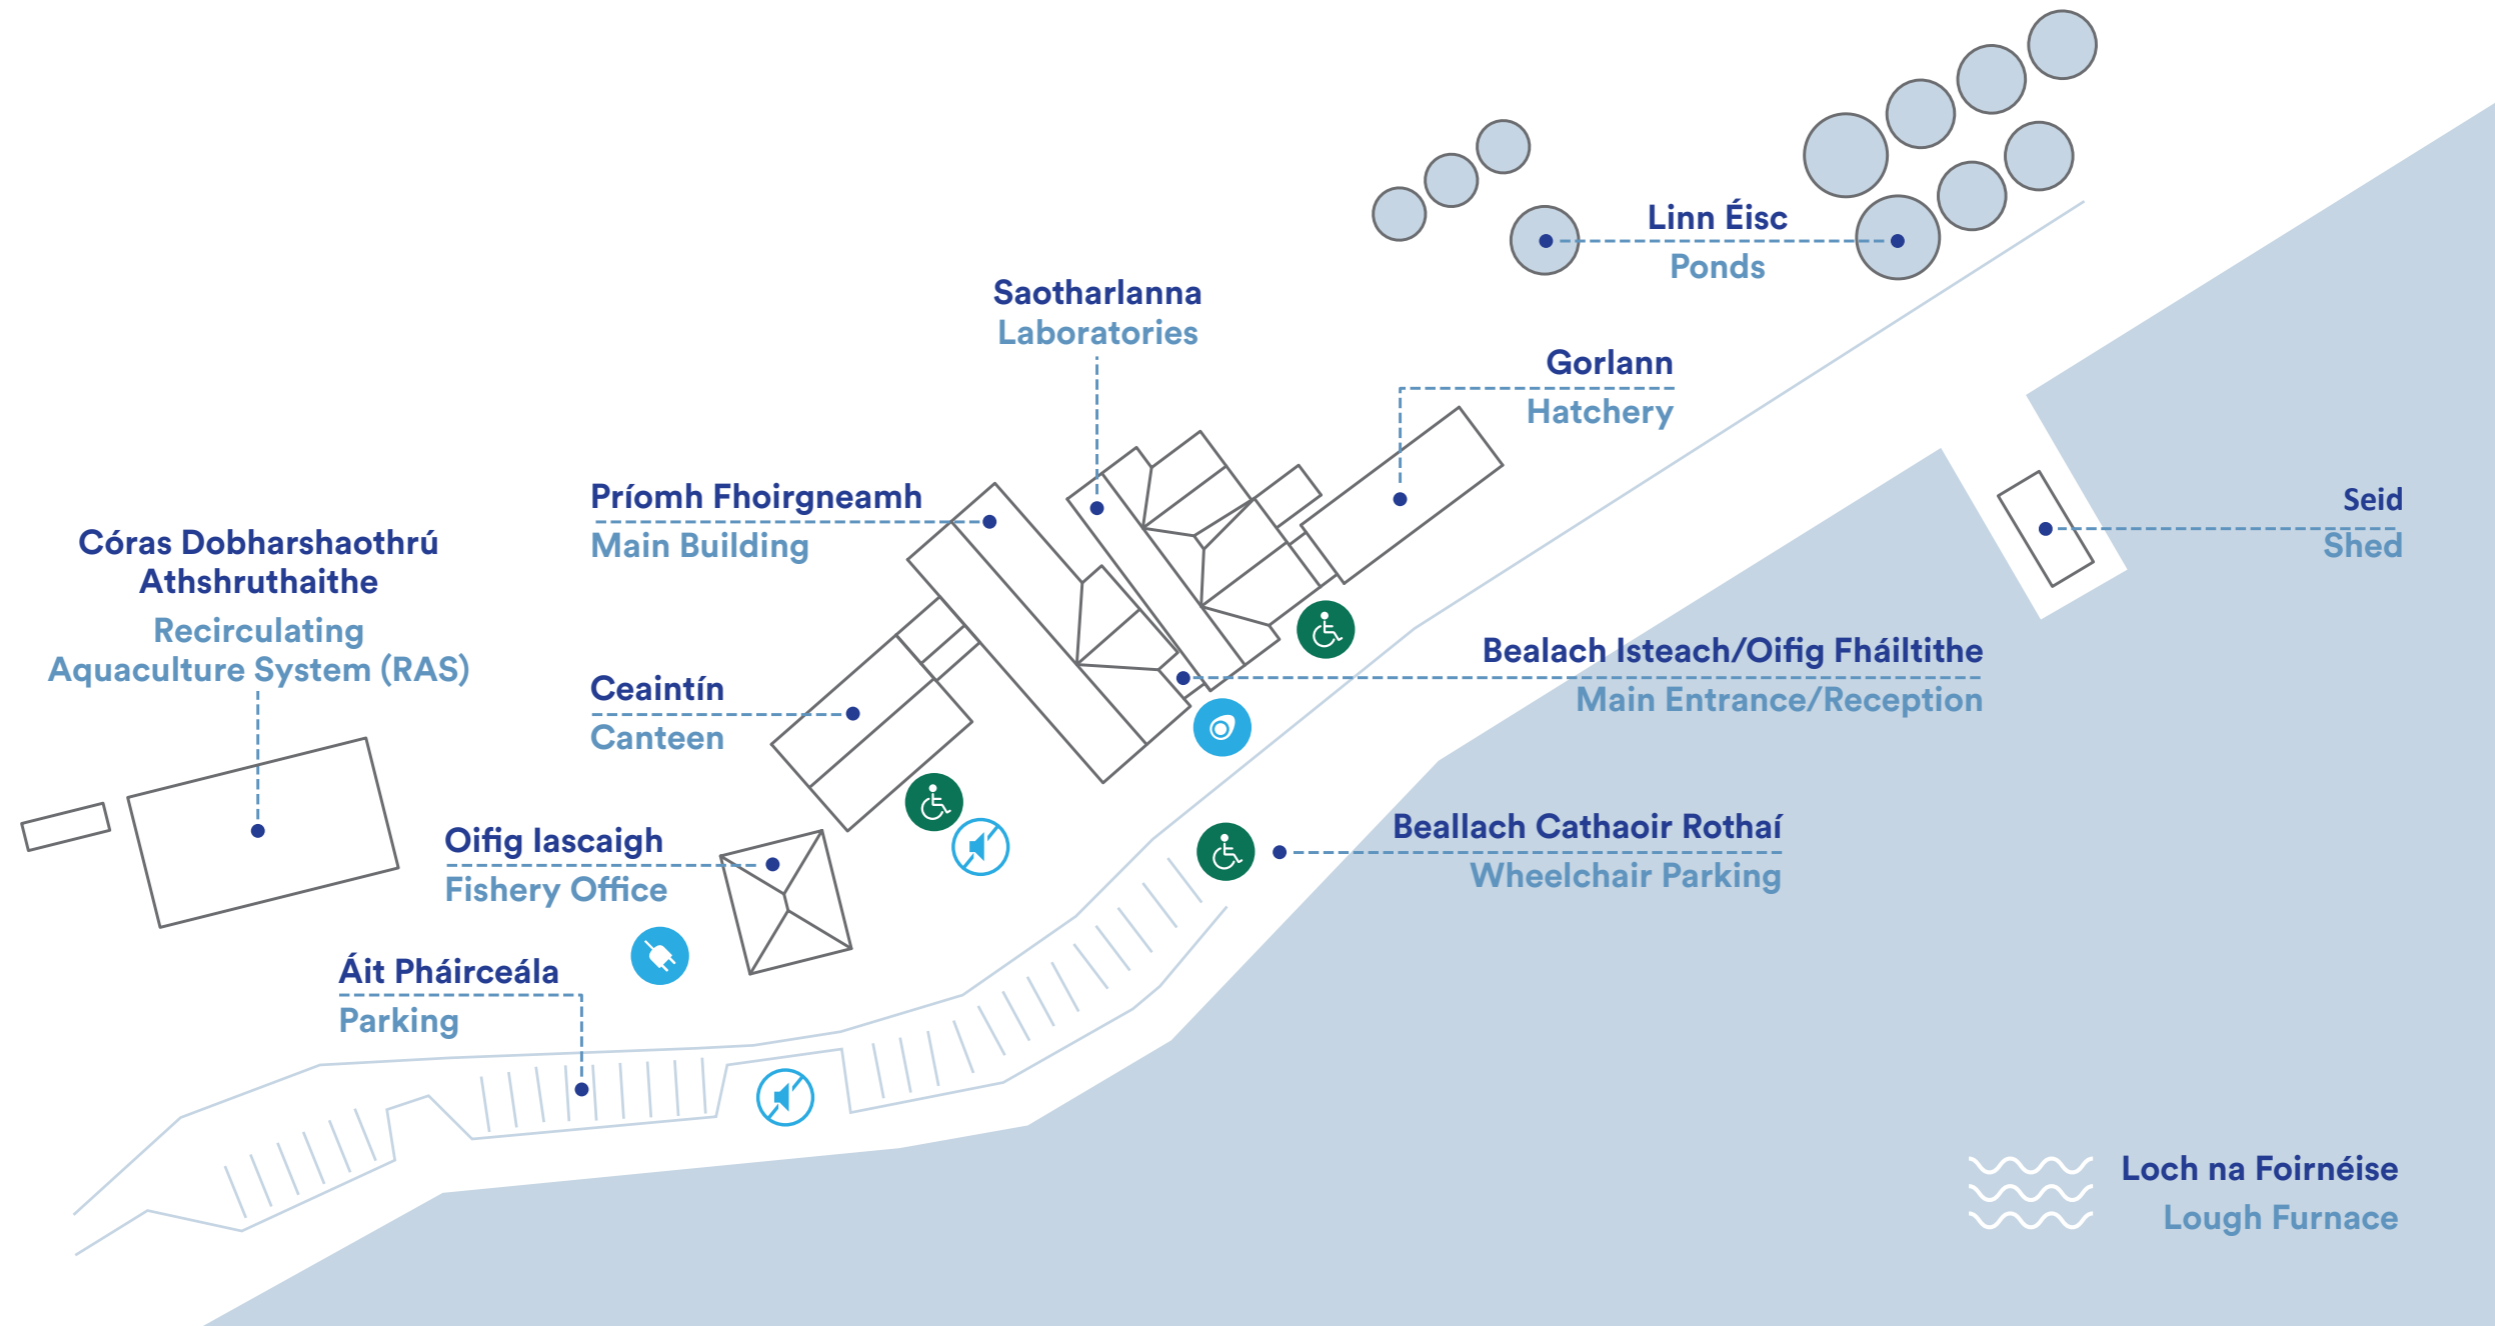 Linn Éisc
Ponds
Saotharlanna
Laboratories
Gorlann
Hatchery
Príomh Fhoirgneamh
Main Building
Seid
Shed
Córas Dobharshaothrú
Athshruthaithe
Recirculating
Aquaculture System (RAS)
Bealach Isteach/Oifig Fháiltithe
Main Entrance/Reception
Ceaintín
Canteen
Oifig Iascaigh
Fishery Office
Beallach Cathaoir Rothaí
Wheelchair Parking
Áit Pháirceála
Parking
Loch na Foirnéise
Lough Furnace